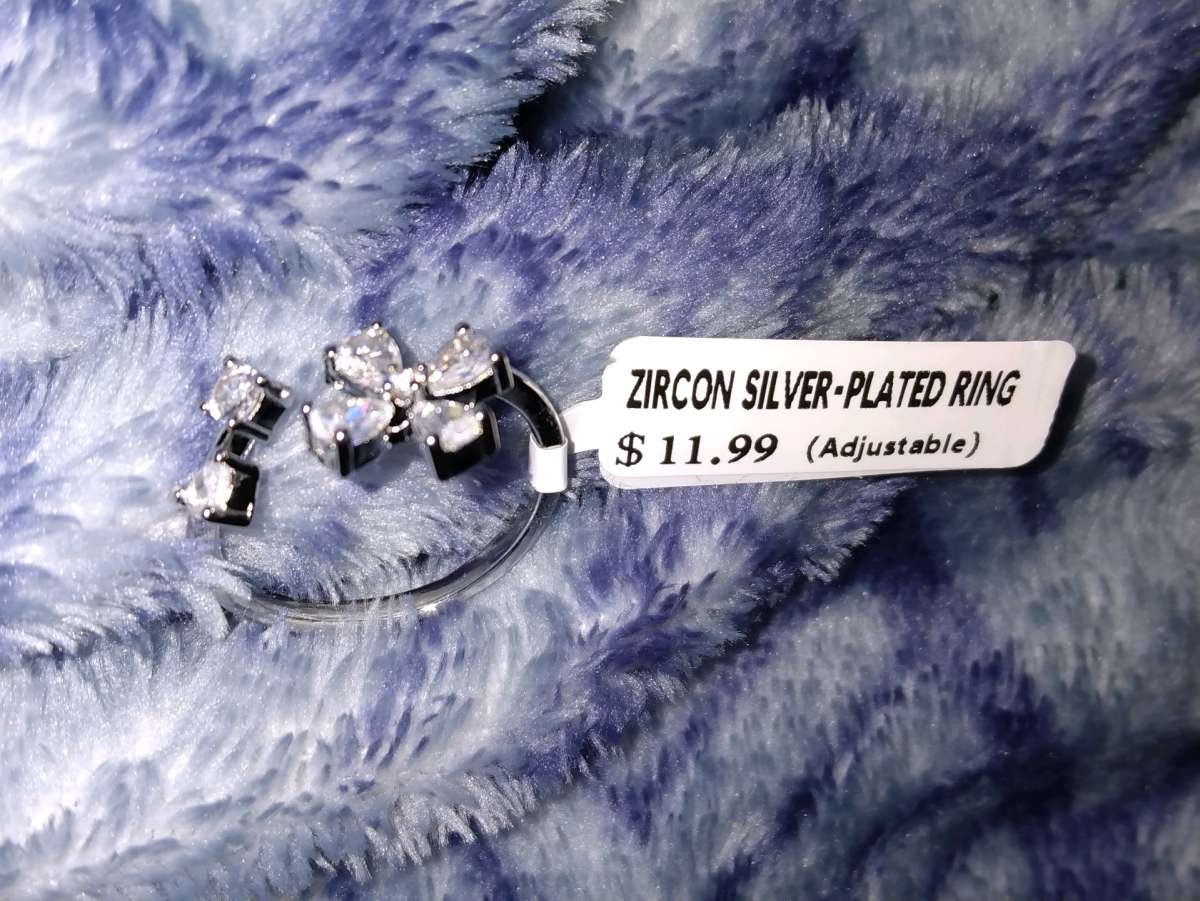 ZIRCON SILVER-PLATED RING
$ 11.99 (Adjustable)